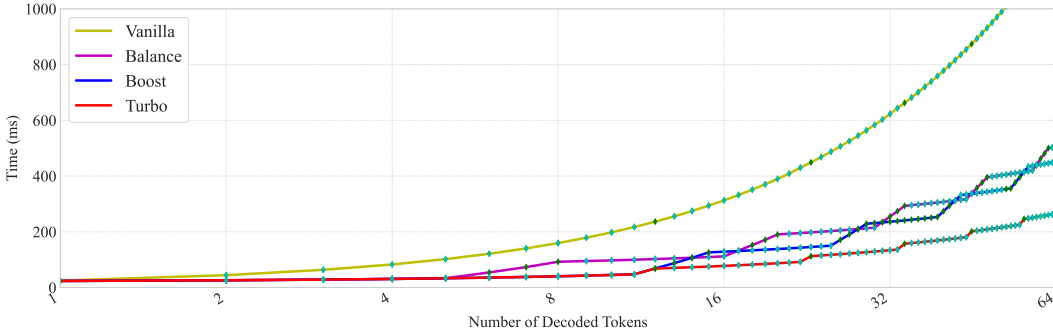 1000
800
600
400
200
0
Time (ms)
Vanilla
Balance
Boost
Turbo
1
2
4
8
16
32
64
Number of Decoded Tokens